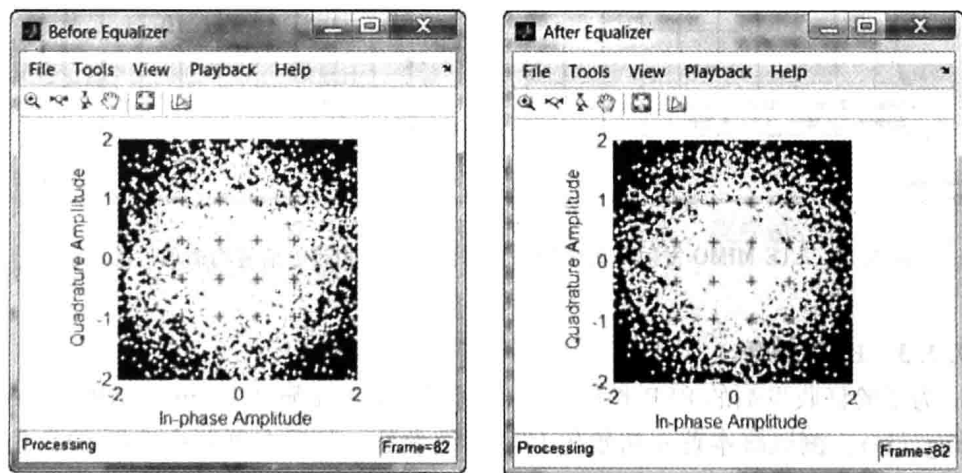 Before Equalizer
File Tools View Playback Help
2
1
0
-1
-2
-2
0
2
Quadrature Amplitude
In-phase Amplitude
Processing
Frame=82
After Equalizer
File Tools View Playback Help
2
1
0
-1
-2
-2
0
2
Quadrature Amplitude
In-phase Amplitude
Processing
Frame=82